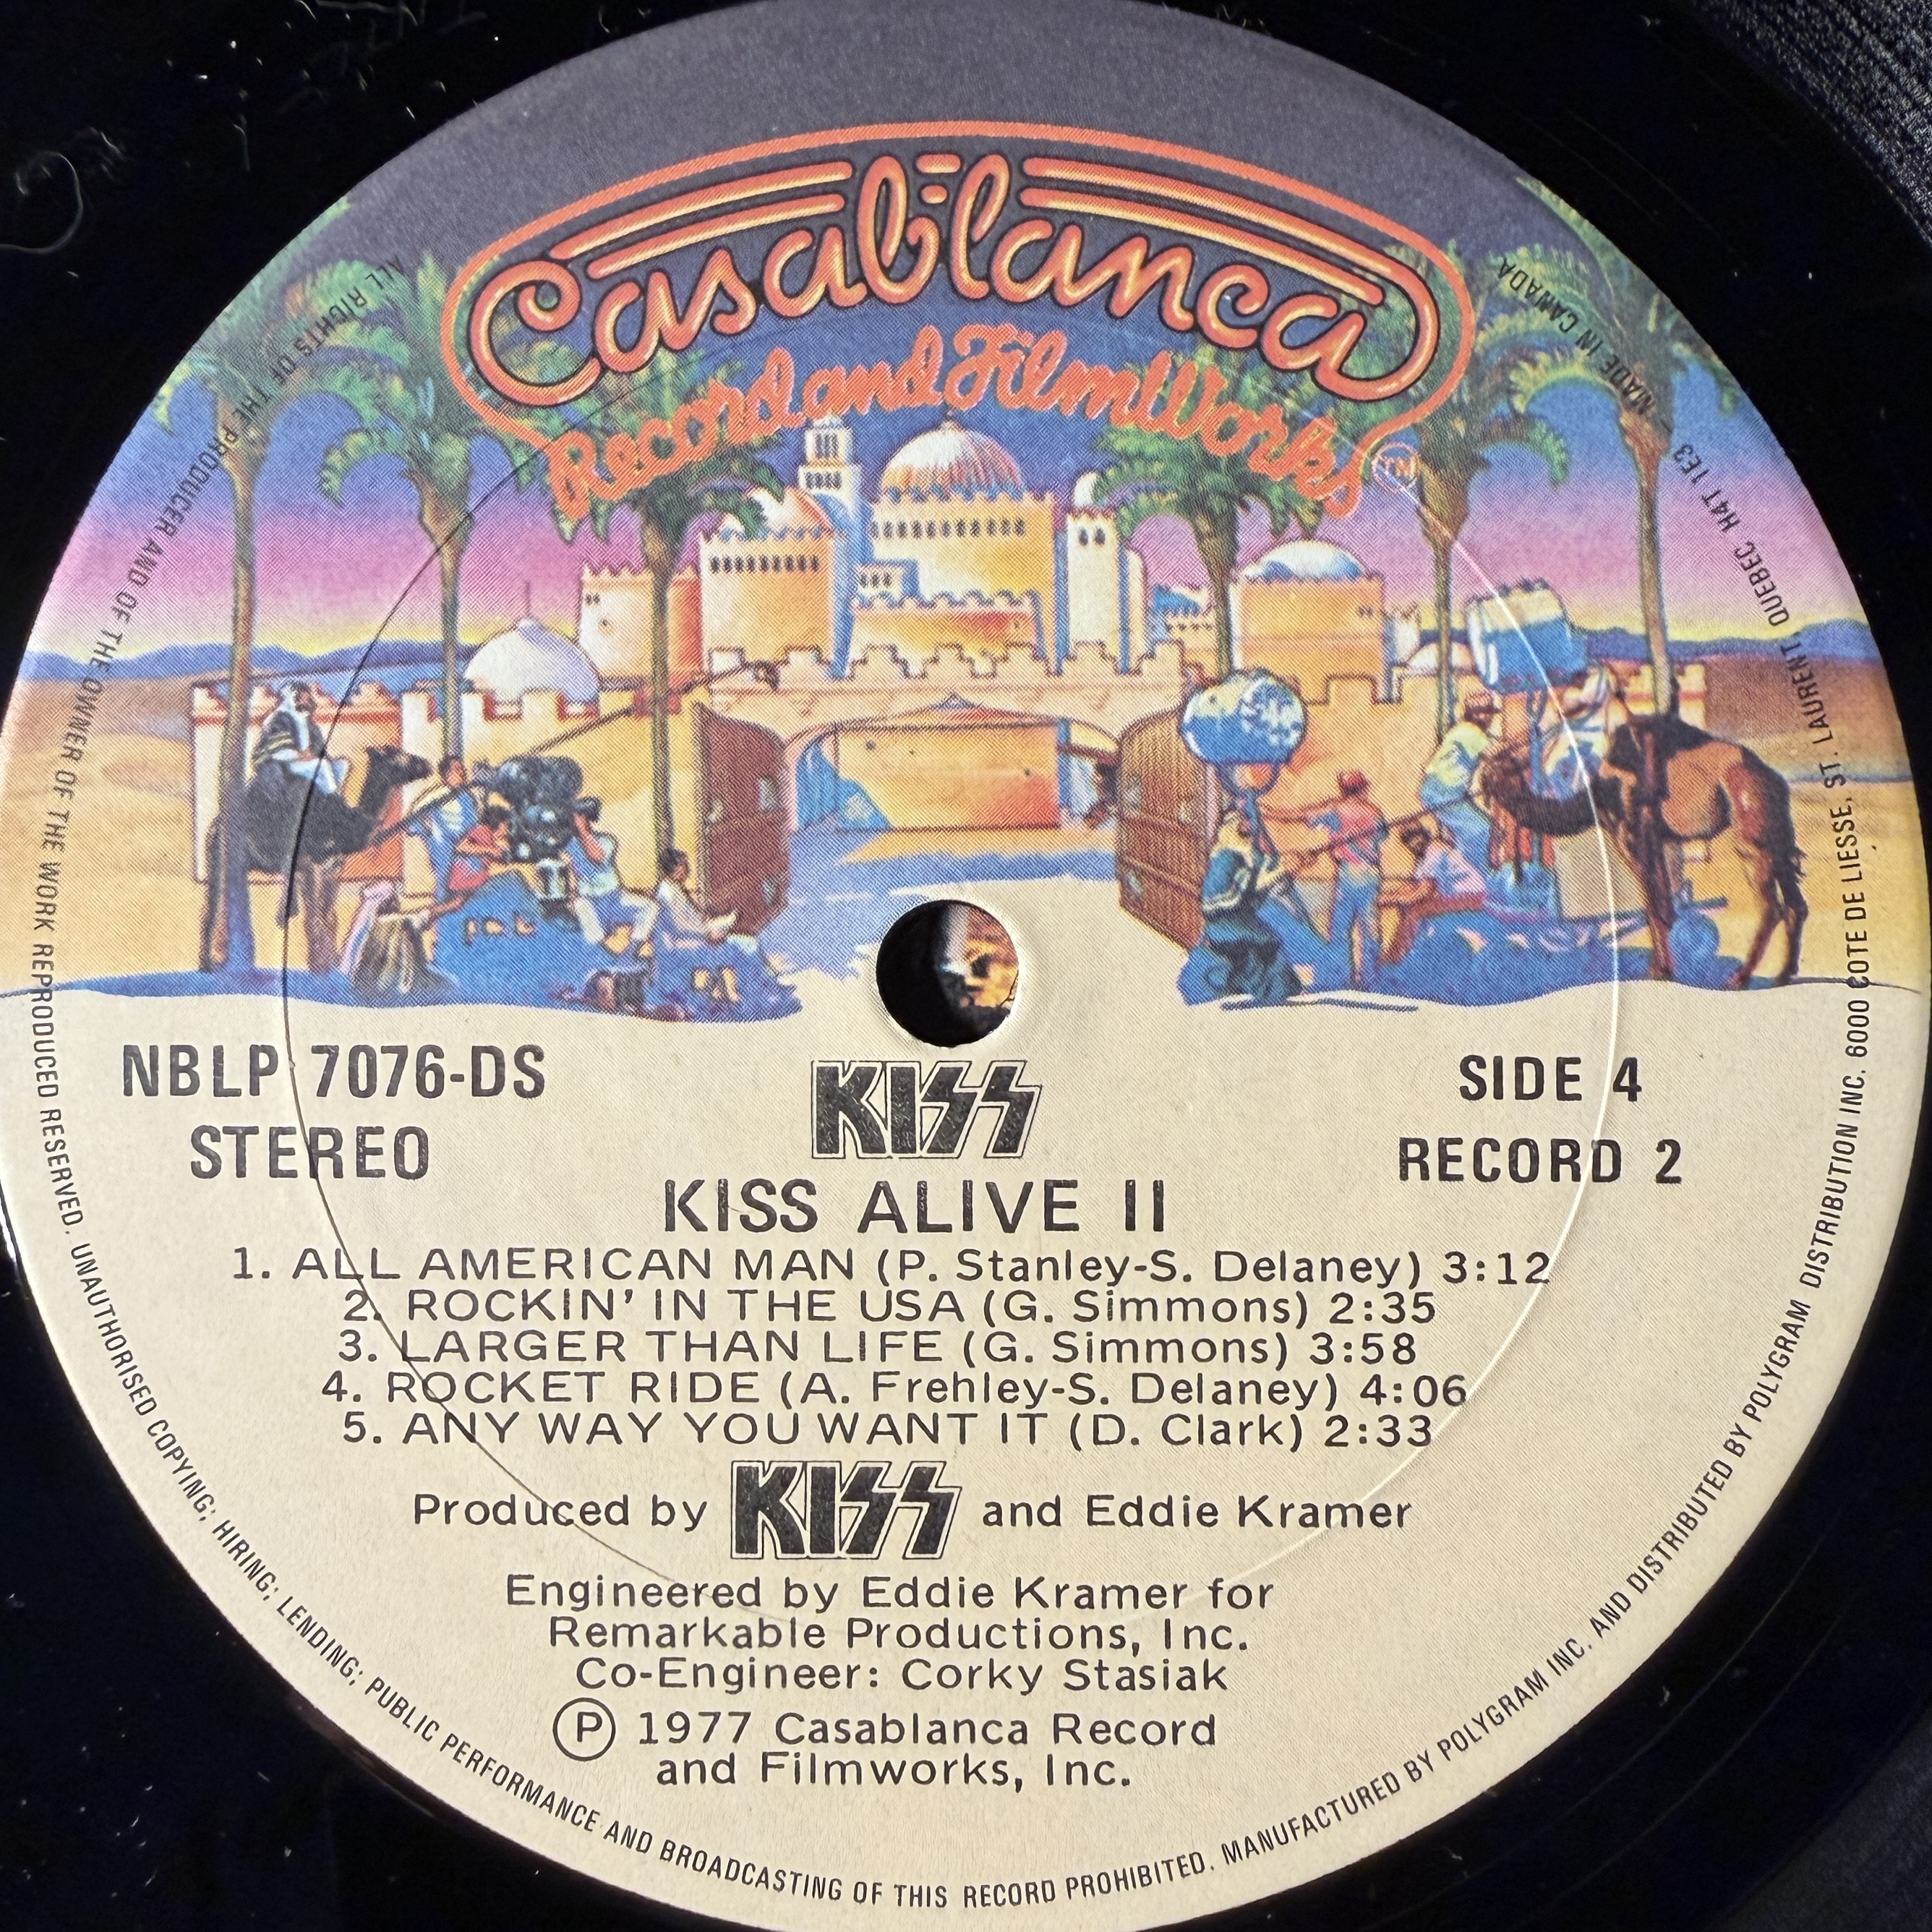 Casablanca
Record and FilmWorks TM
NBLP 7076-DS
STEREO
SIDE 4
RECORD 2
KISS
KISS ALIVE II
1. ALL AMERICAN MAN (P. Stanley-S. Delaney) 3:12
2. ROCKIN' IN THE USA (G. Simmons) 2:35
3. LARGER THAN LIFE (G. Simmons) 3:58
4. ROCKET RIDE (A. Frehley-S. Delaney) 4:06
5. ANY WAY YOU WANT IT (D. Clark) 2:33
Produced by KISS and Eddie Kramer
Engineered by Eddie Kramer for
Remarkable Productions, Inc.
Co-Engineer: Corky Stasiak
Ⓟ 1977 Casablanca Record
and Filmworks, Inc.
ALL RIGHTS OF THE PRODUCER AND OF THE OWNER OF THE WORK REPRODUCED RESERVED. UNAUTHORISED COPYING; HIRING; LENDING; PUBLIC PERFORMANCE AND BROADCASTING OF THIS RECORD PROHIBITED. MANUFACTURED BY POLYGRAM INC. AND DISTRIBUTED BY POLYGRAM DISTRIBUTION INC. 6000 COTE DE LIESSE, ST. LAURENT, QUEBEC H4T 1E3 – MADE IN CANADA